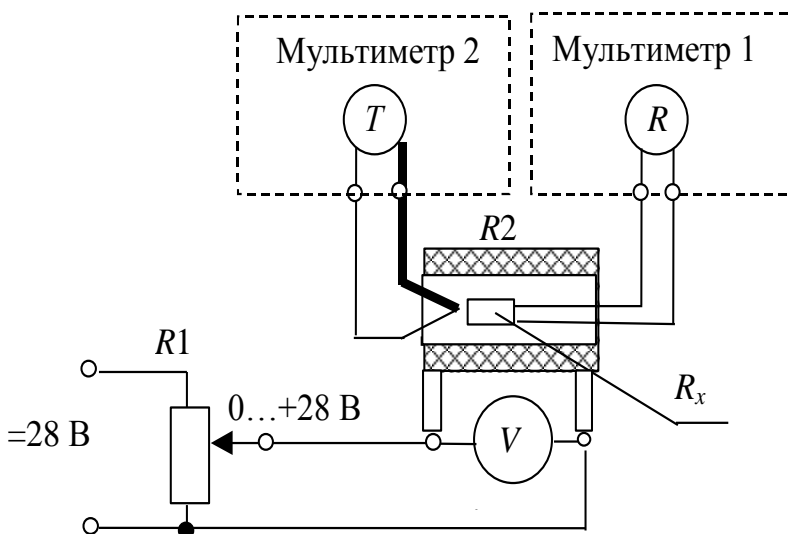 Мультиметр 2
Мультиметр 1
T
R
R2
R1
0…+28 В
Rx
=28 В
V